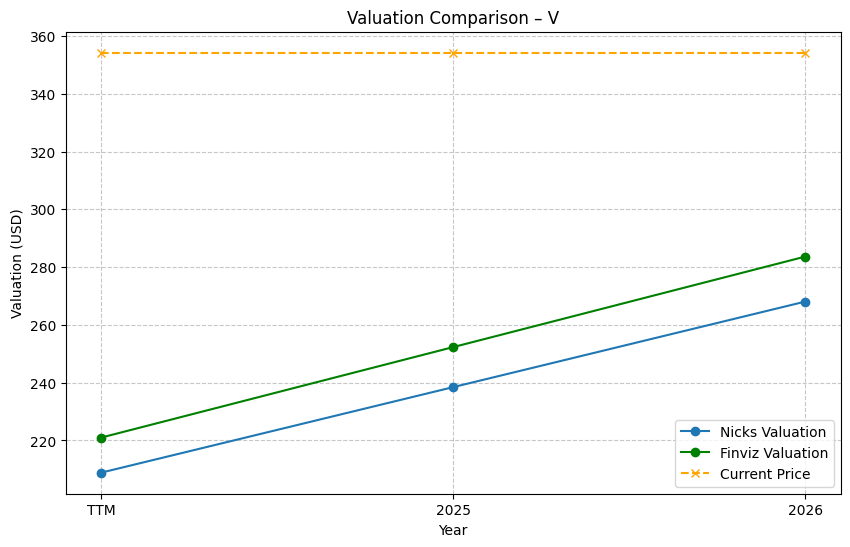 Valuation Comparison – V
Valuation (USD)
360
340
320
300
280
260
240
220
TTM
2025
2026
Year
Nicks Valuation
Finviz Valuation
Current Price